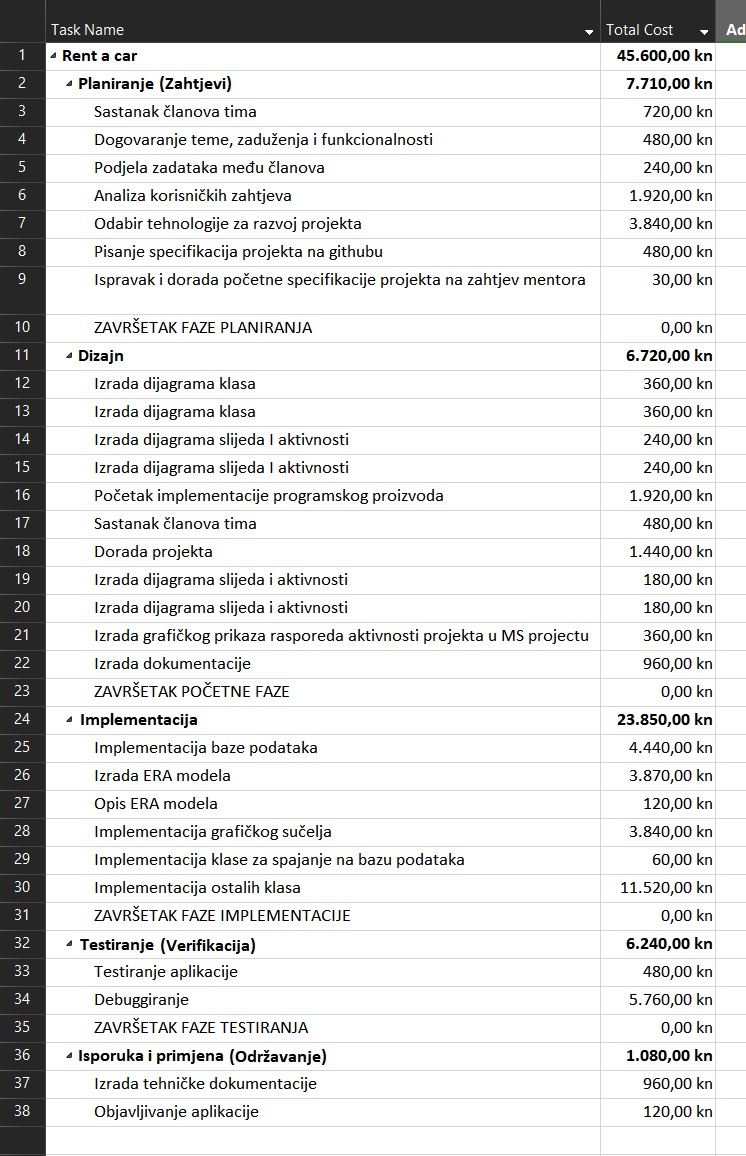 Task Name Total Cost Ad
1 Rent a car 45.600,00 kn
2 Planiranje (Zahtjevi) 7.710,00 kn
3 Sastanak članova tima 720,00 kn
4 Dogovaranje teme, zaduženja i funkcionalnosti 480,00 kn
5 Podjela zadataka među članova 240,00 kn
6 Analiza korisničkih zahtjeva 1.920,00 kn
7 Odabir tehnologije za razvoj projekta 3.840,00 kn
8 Pisanje specifikacija projekta na githubu 480,00 kn
9 Ispravak i dorada početne specifikacije projekta na zahtjev mentora 30,00 kn
10 ZAVRŠETAK FAZE PLANIRANJA 0,00 kn
11 Dizajn 6.720,00 kn
12 Izrada dijagrama klasa 360,00 kn
13 Izrada dijagrama klasa 360,00 kn
14 Izrada dijagrama slijeda I aktivnosti 240,00 kn
15 Izrada dijagrama slijeda I aktivnosti 240,00 kn
16 Početak implementacije programskog proizvoda 1.920,00 kn
17 Sastanak članova tima 480,00 kn
18 Dorada projekta 1.440,00 kn
19 Izrada dijagrama slijeda i aktivnosti 180,00 kn
20 Izrada dijagrama slijeda i aktivnosti 180,00 kn
21 Izrada grafičkog prikaza rasporeda aktivnosti projekta u MS projectu 360,00 kn
22 Izrada dokumentacije 960,00 kn
23 ZAVRŠETAK POČETNE FAZE 0,00 kn
24 Implementacija 23.850,00 kn
25 Implementacija baze podataka 4.440,00 kn
26 Izrada ERA modela 3.870,00 kn
27 Opis ERA modela 120,00 kn
28 Implementacija grafičkog sučelja 3.840,00 kn
29 Implementacija klase za spajanje na bazu podataka 60,00 kn
30 Implementacija ostalih klasa 11.520,00 kn
31 ZAVRŠETAK FAZE IMPLEMENTACIJE 0,00 kn
32 Testiranje (Verifikacija) 6.240,00 kn
33 Testiranje aplikacije 480,00 kn
34 Debuggiranje 5.760,00 kn
35 ZAVRŠETAK FAZE TESTIRANJA 0,00 kn
36 Isporuka i primjena (Održavanje) 1.080,00 kn
37 Izrada tehničke dokumentacije 960,00 kn
38 Objavljivanje aplikacije 120,00 kn